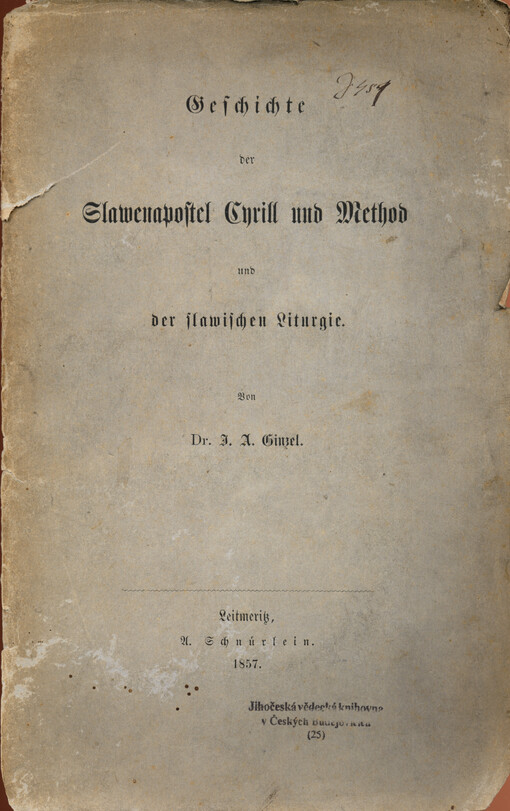 Geschichte
der
Slawenapostel Cyrill und Method
und
der slawischen Liturgie.
Von
Dr. J. A. Ginzel.
Leitmeritz,
A. Schnürlein.
1857.
Jihočeská vědecká knihovna
v Českých Budějovicích
(25)